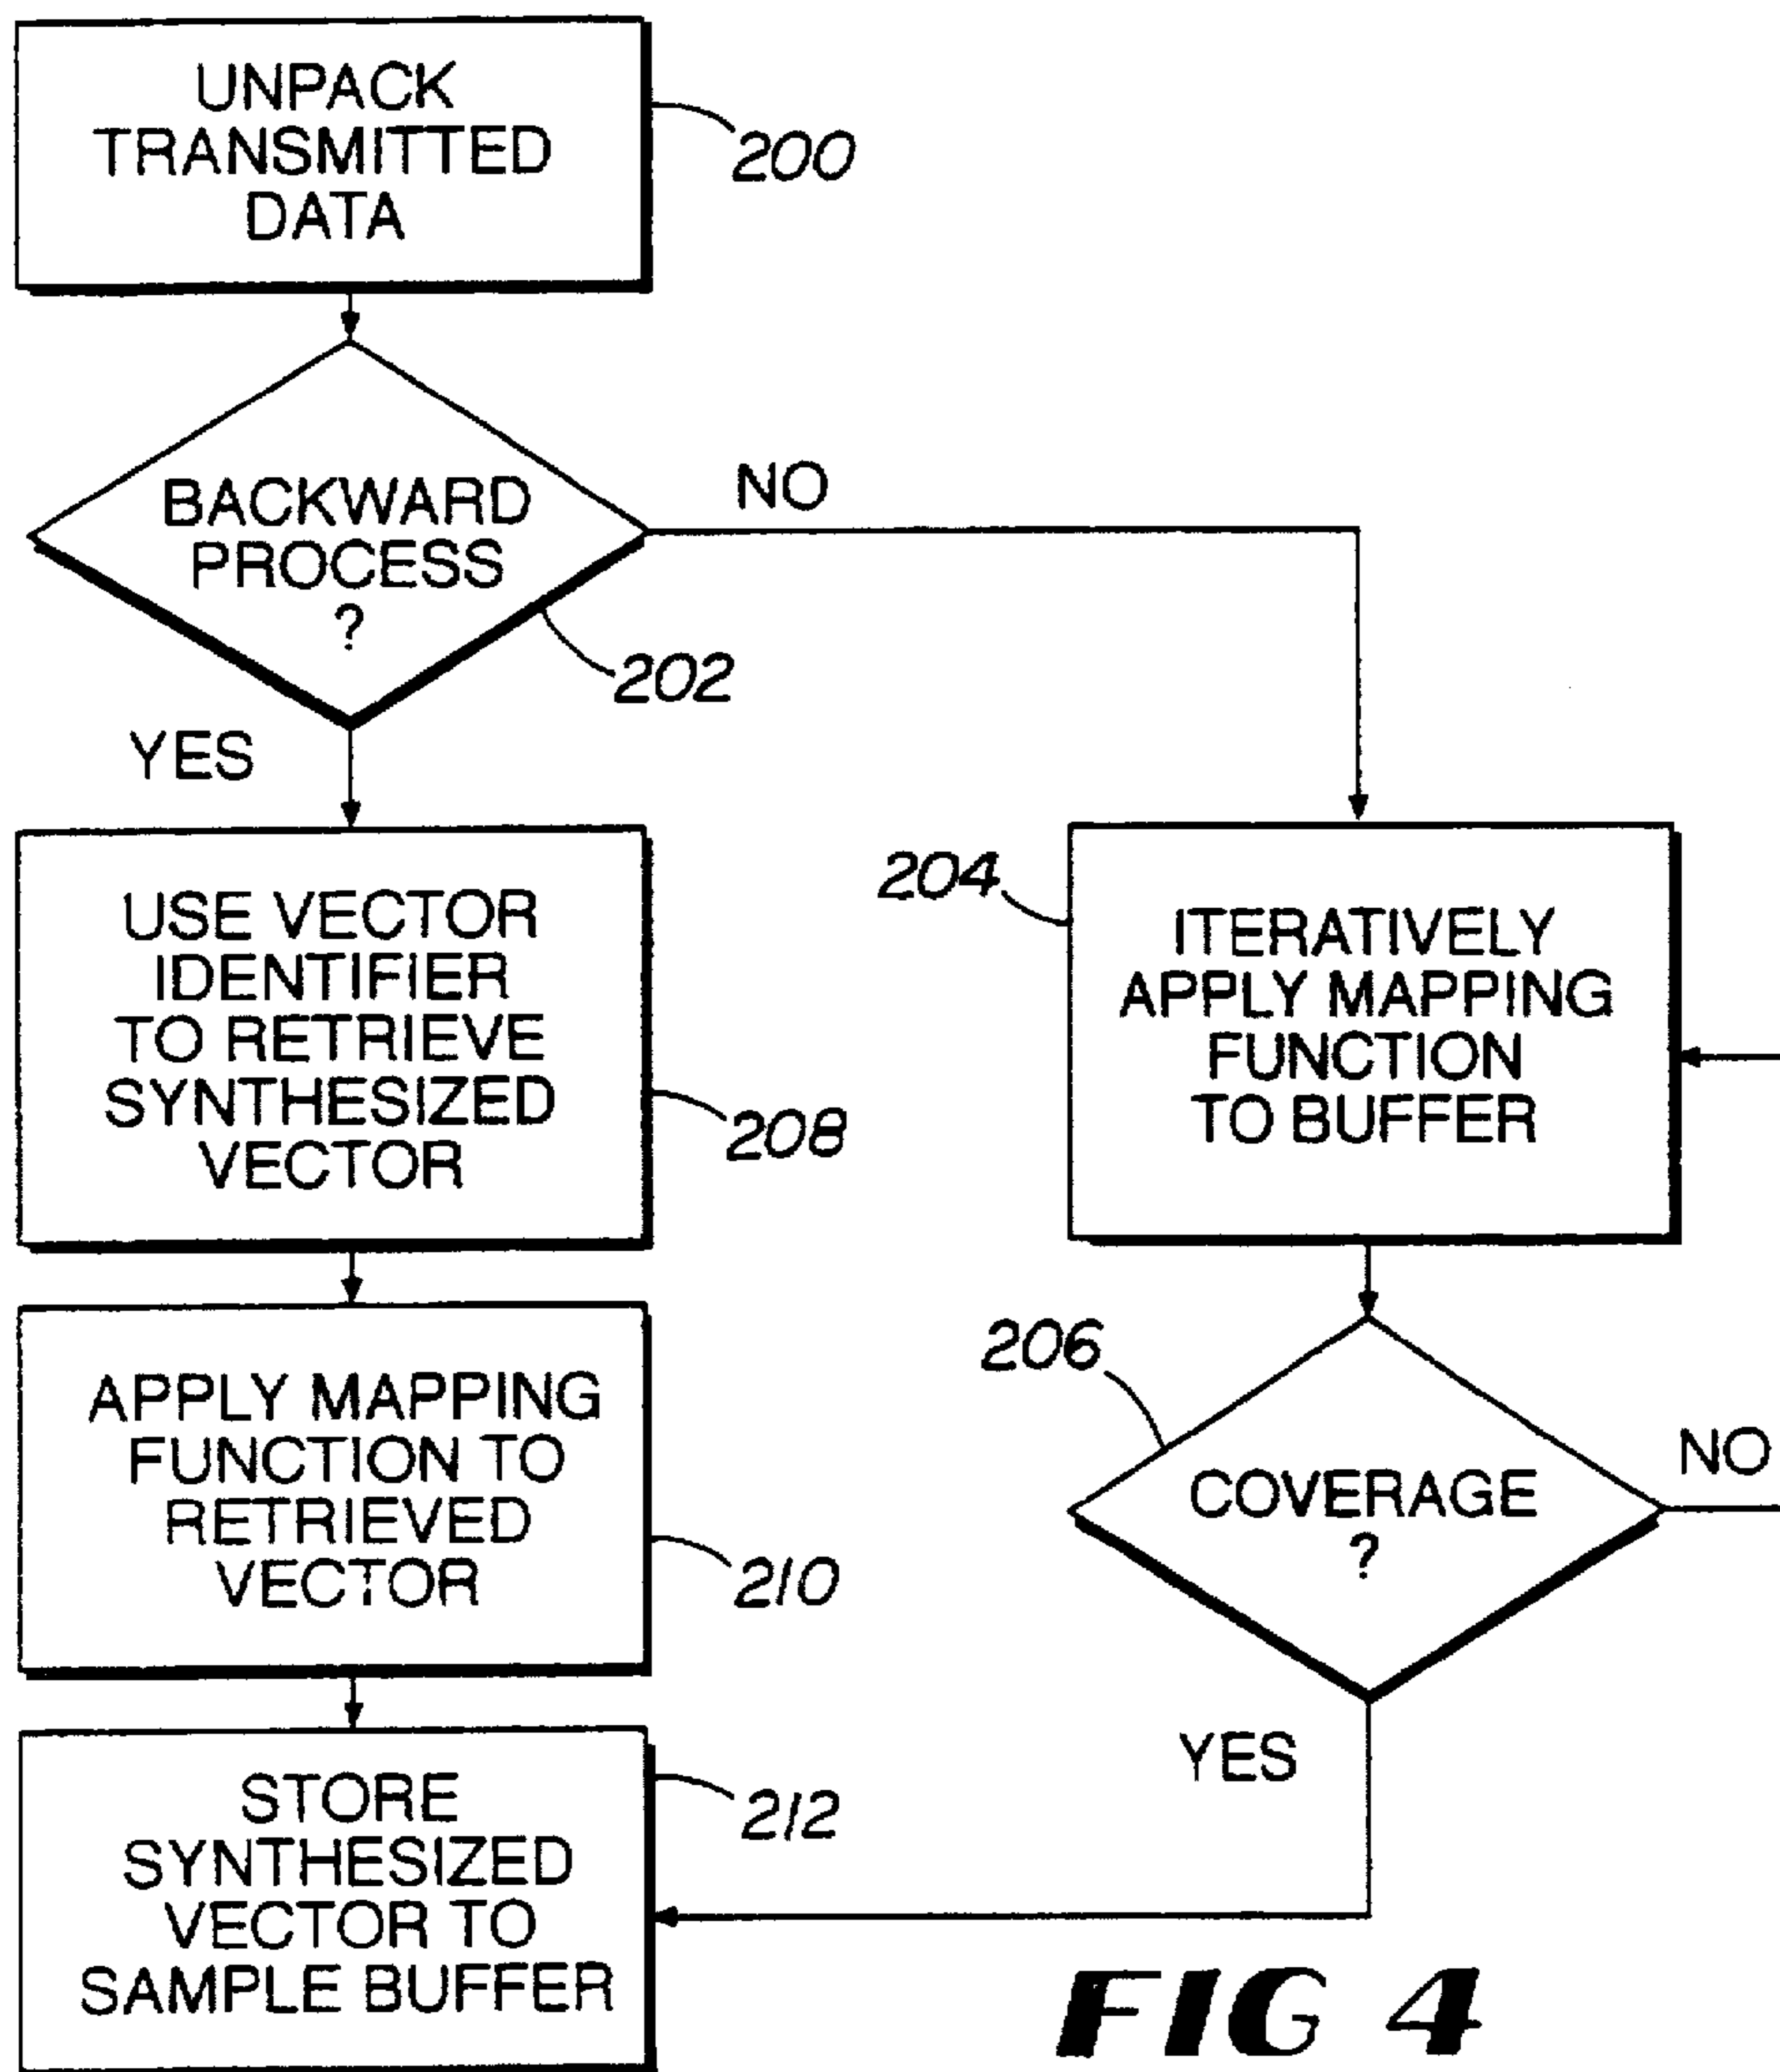 UNPACK
TRANSMITTED
DATA
200
BACKWARD
PROCESS
?
202
NO
YES
USE VECTOR
IDENTIFIER
TO RETRIEVE
SYNTHESIZED
VECTOR
208
204
ITERATIVELY
APPLY MAPPING
FUNCTION
TO BUFFER
APPLY MAPPING
FUNCTION TO
RETRIEVED
VECTOR
210
206
COVERAGE
?
NO
YES
STORE
SYNTHESIZED
VECTOR TO
SAMPLE BUFFER
212
FIG 4